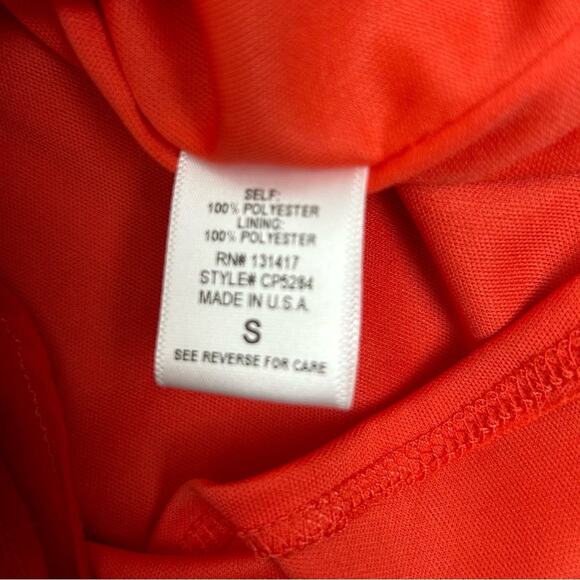 SELF:
100% POLYESTER
LINING:
100% POLYESTER
RN# 131417
STYLE# CP5284
MADE IN U.S.A.
S
SEE REVERSE FOR CARE